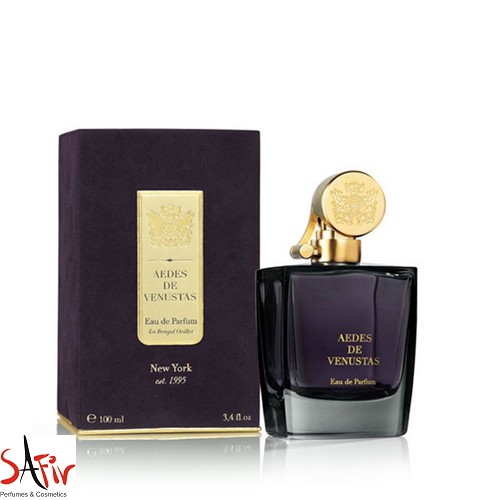 AEDES
DE
VENUSTAS
Eau de Parfum
New York
est. 1995
℮ 100 ml 3,4 fl.oz
AEDES
DE
VENUSTAS
Eau de Parfum
SAfir
Perfumes & Cosmetics